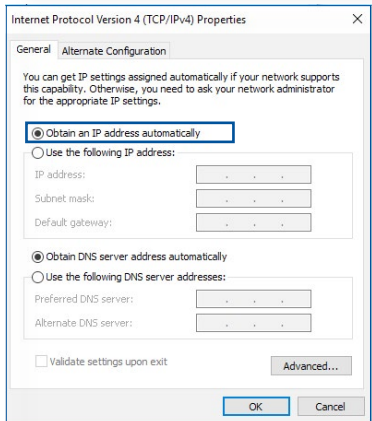 Internet Protocol Version 4 (TCP/IPv4) Properties
General
Alternate Configuration
You can get IP settings assigned automatically if your network supports
this capability. Otherwise, you need to ask your network administrator
for the appropriate IP settings.
Obtain an IP address automatically
Use the following IP address:
IP address:
Subnet mask:
Default gateway:
Obtain DNS server address automatically
Use the following DNS server addresses:
Preferred DNS server:
Alternate DNS server:
Validate settings upon exit
Advanced...
OK
Cancel